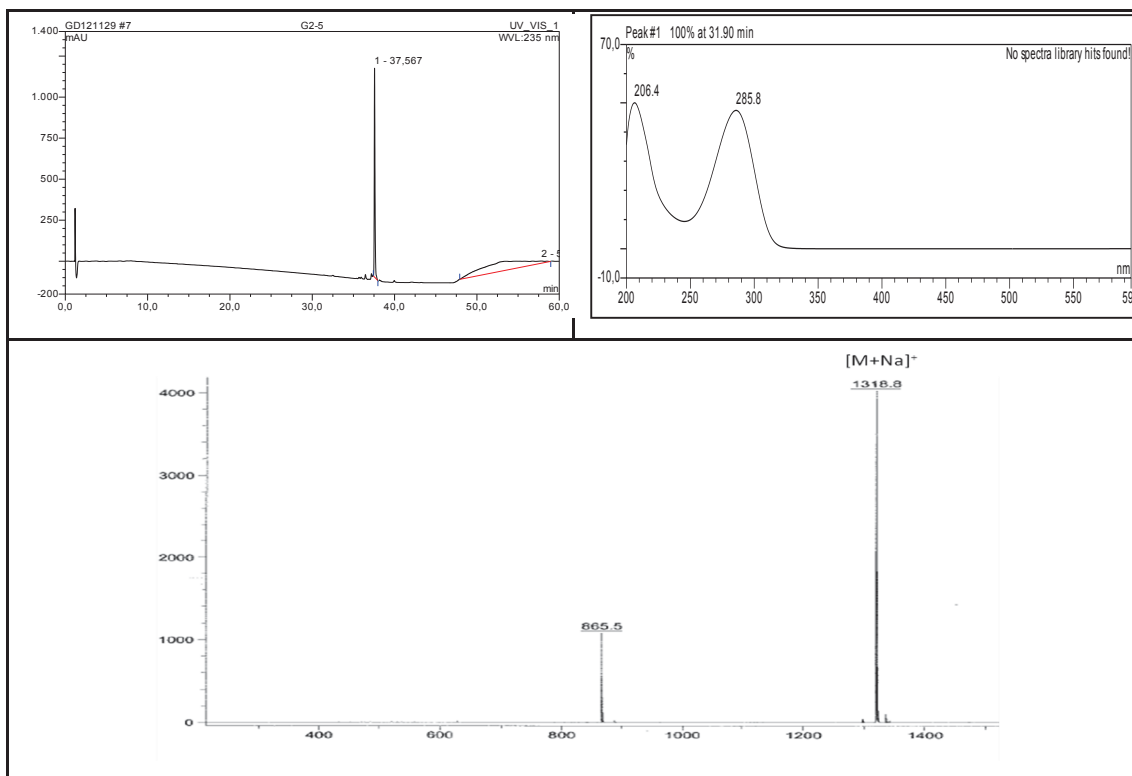 GD121129 #7 G2-5 UV_VIS_1
1.400
mAU
WVL:235 nm
1 - 37,567
1.000
750
500
250
2 - 5
-200
min
0,0 10,0 20,0 30,0 40,0 50,0 60,0
Peak #1 100% at 31.90 min
70,0
%
No spectra library hits found!
206.4
285.8
-10,0
nm
200 250 300 350 400 450 500 550 59
[M+Na]⁺
1318.8
4000
3000
2000
865.5
1000
0
400 600 800 1000 1200 1400